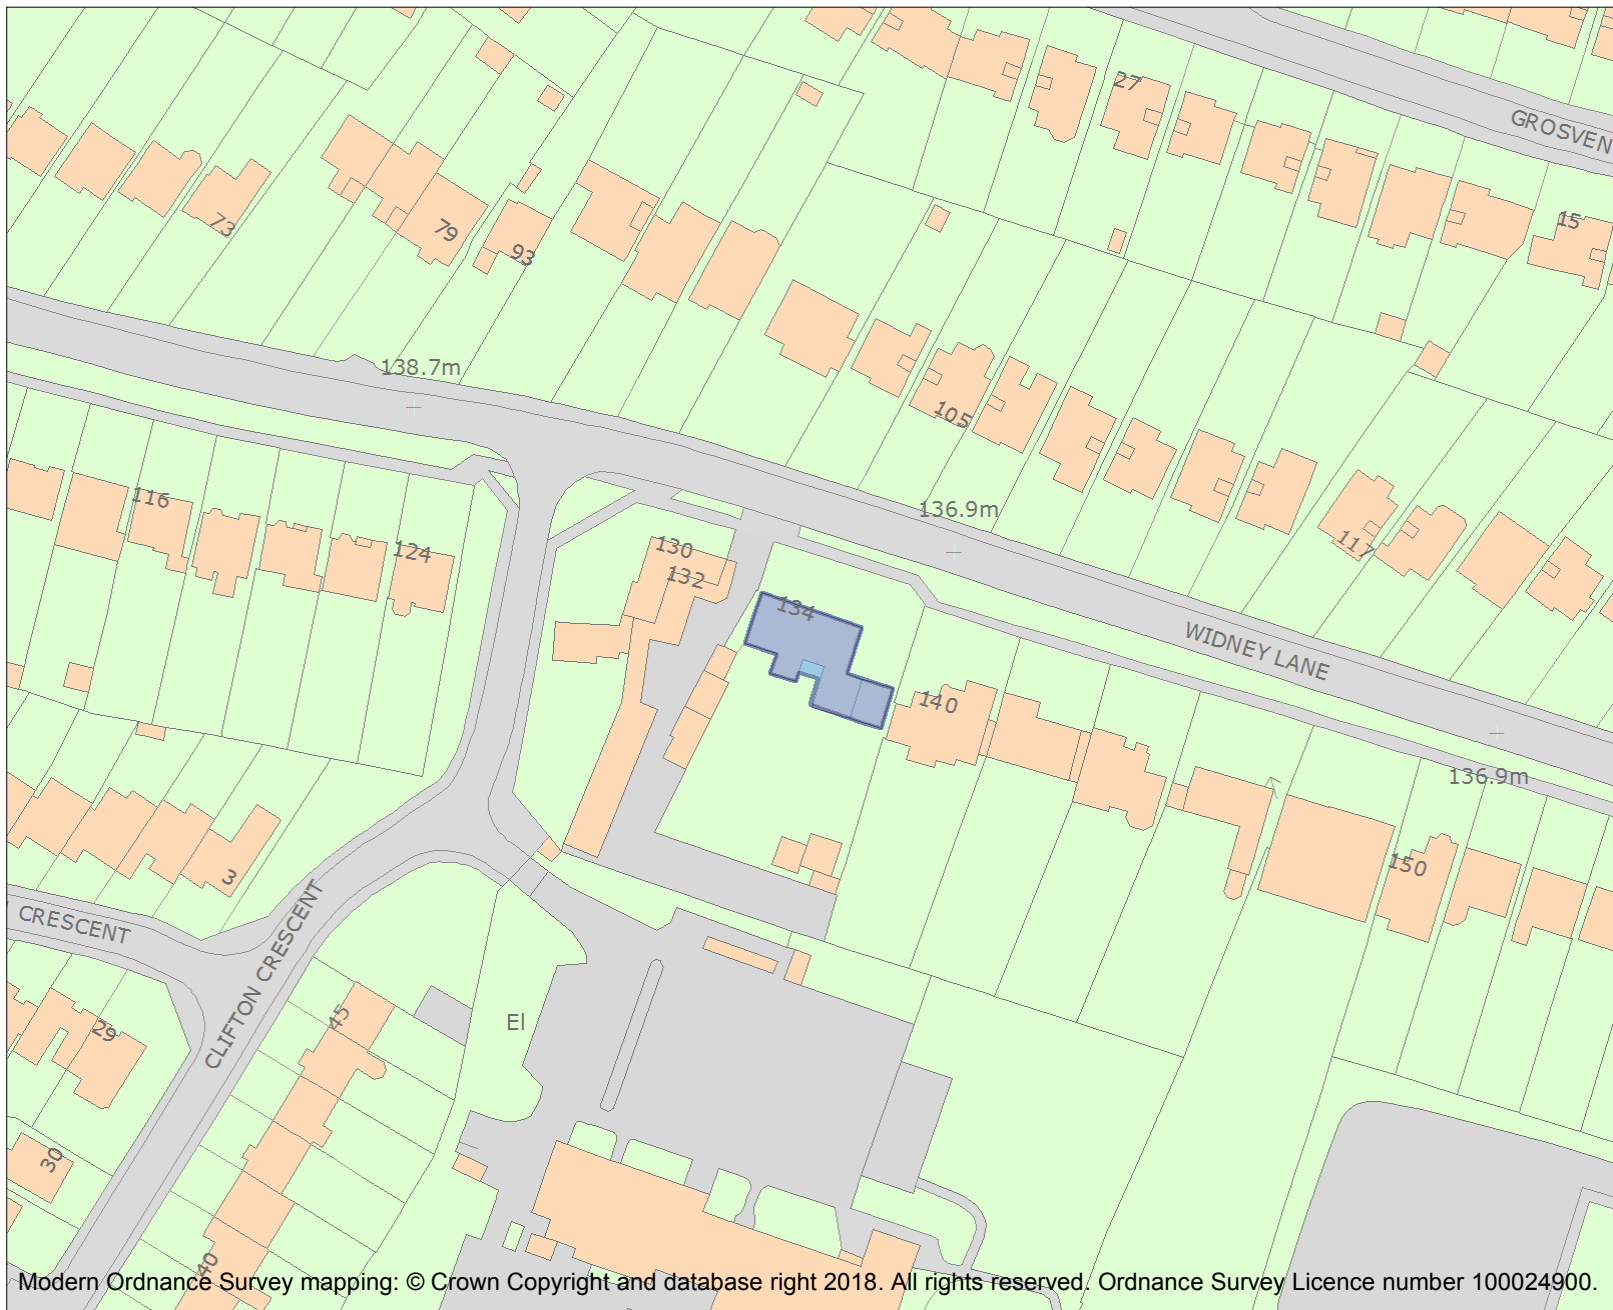 27
GROSVEN
15
73
79
93
138.7m
105
116
136.9m
117
124
130
132
134
WIDNEY LANE
140
136.9m
150
3
CRESCENT
CLIFTON CRESCENT
45
29
El
30
40
Modern Ordnance Survey mapping: © Crown Copyright and database right 2018. All rights reserved. Ordnance Survey Licence number 100024900.